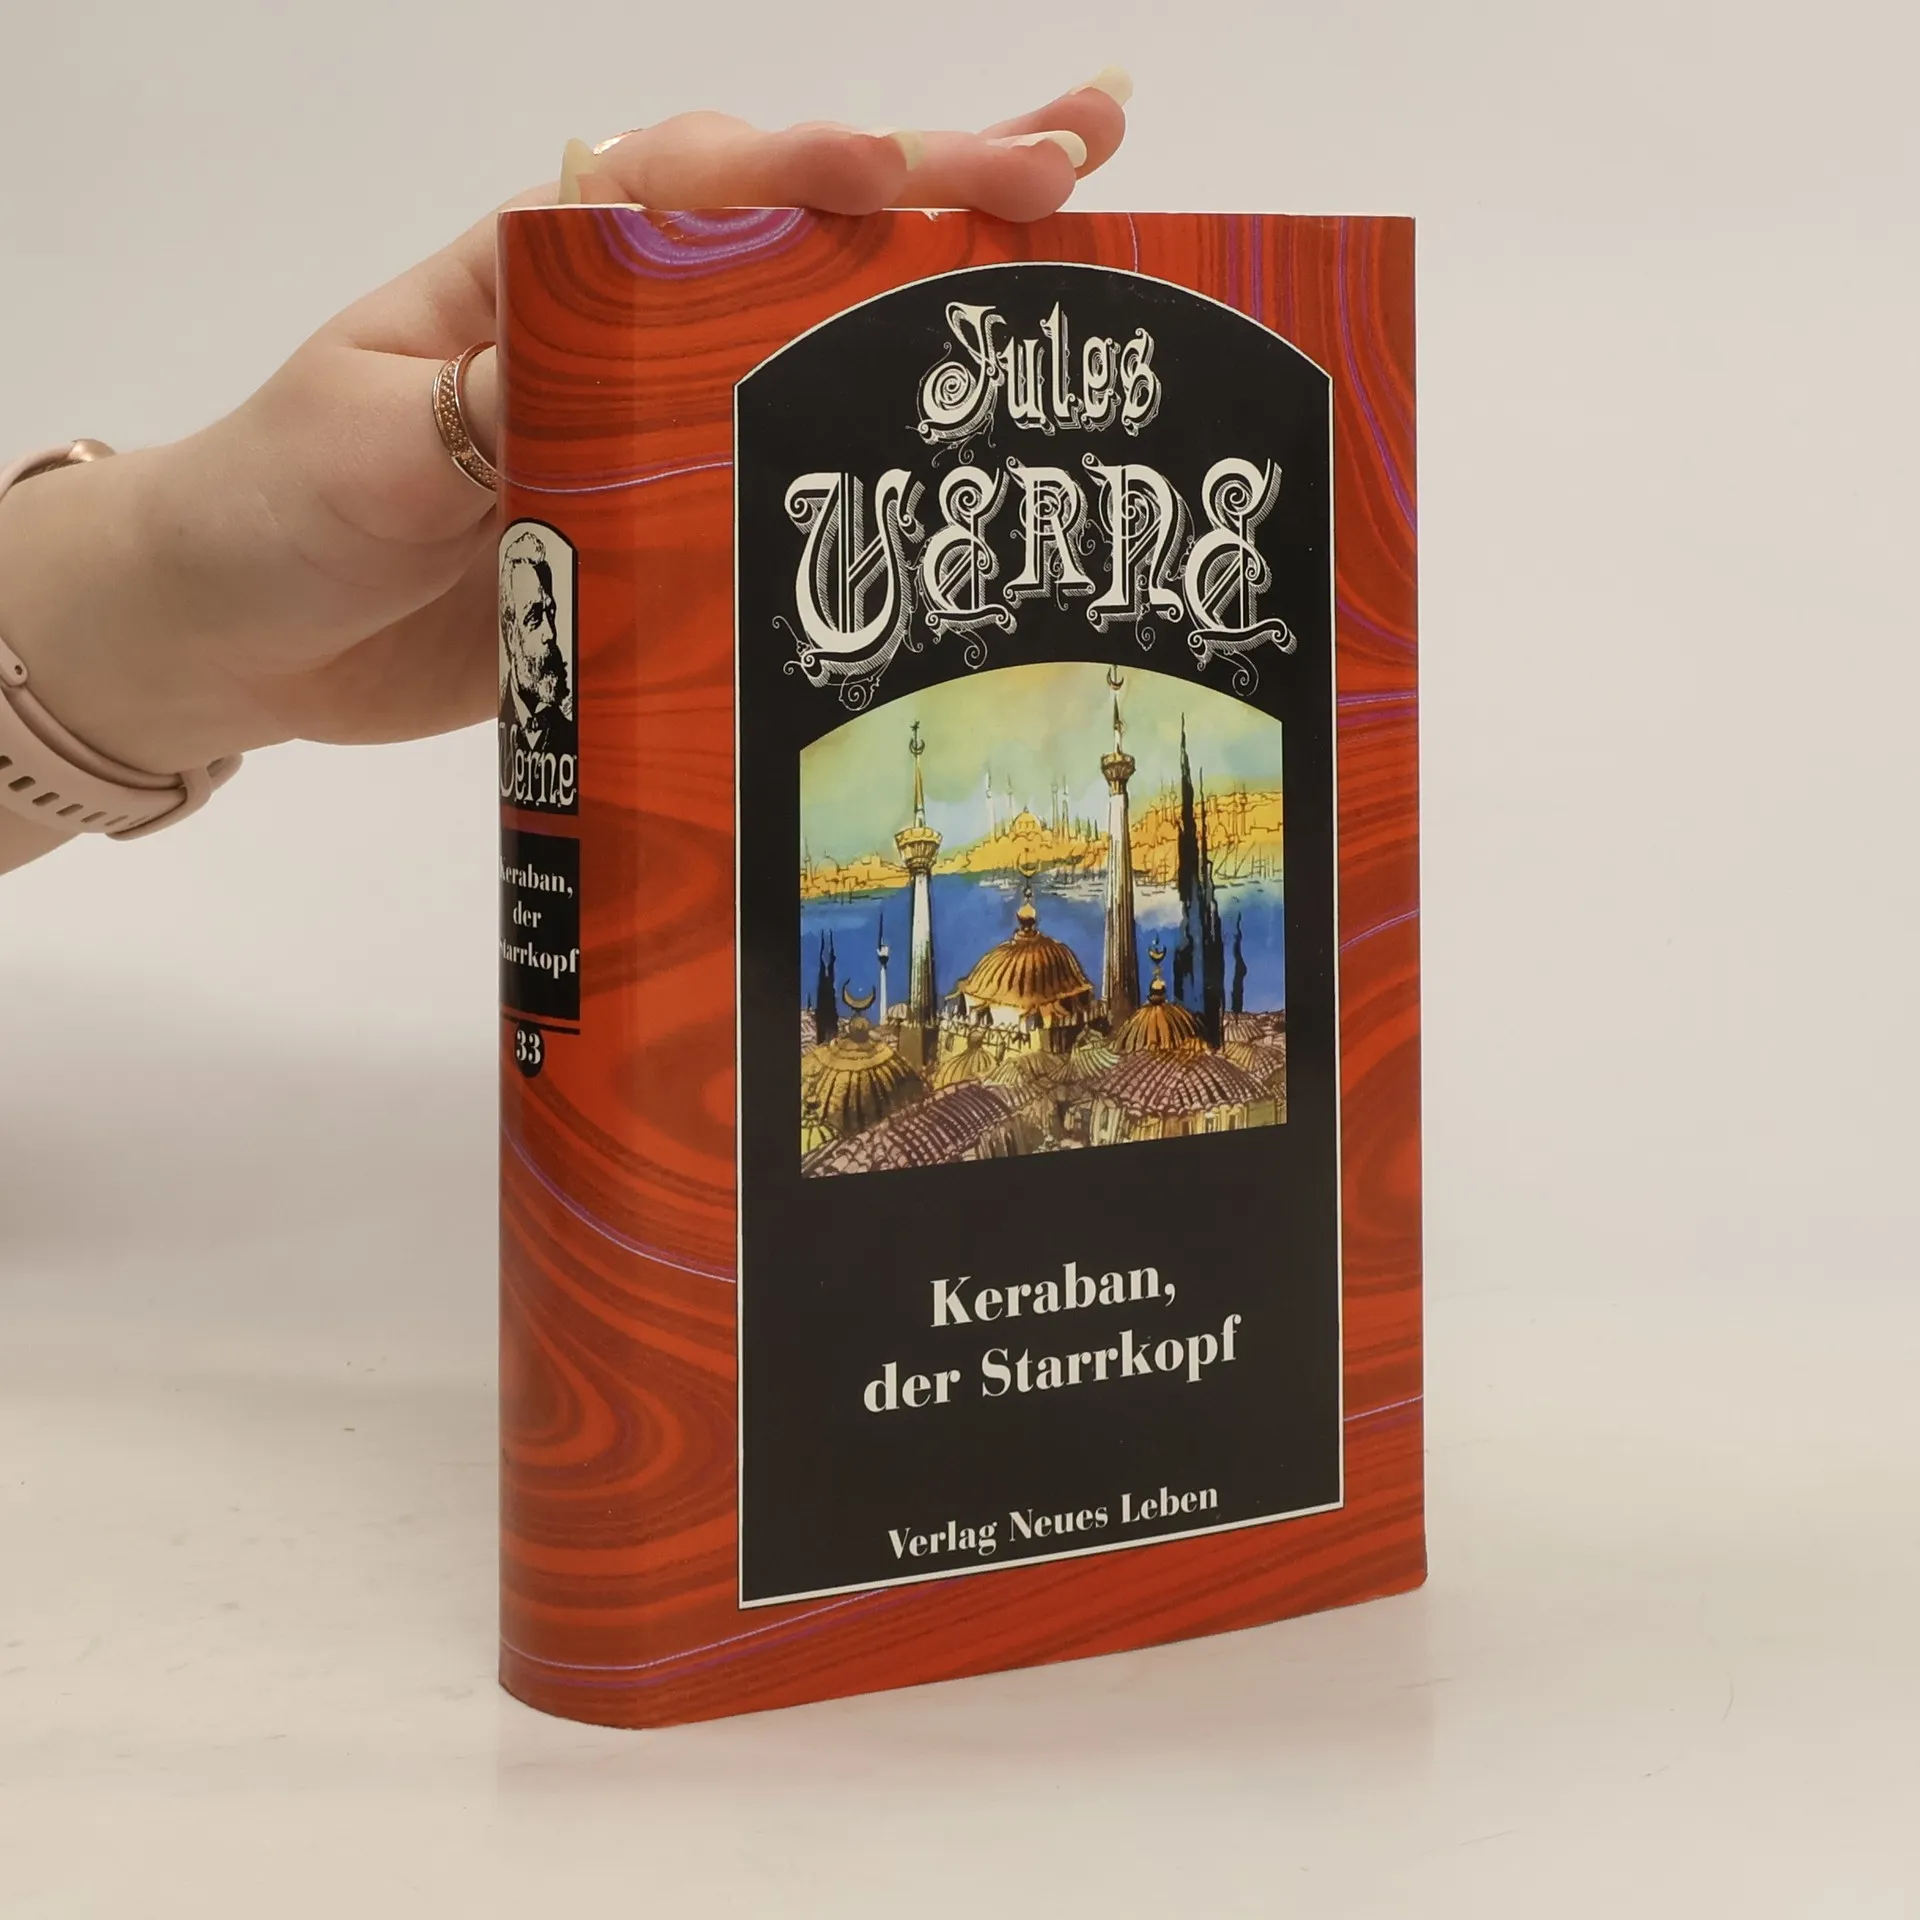 Jules
VERNE
Keraban,
der Starrkopf
Verlag Neues Leben
Verne
Keraban,
der
Starrkopf
33